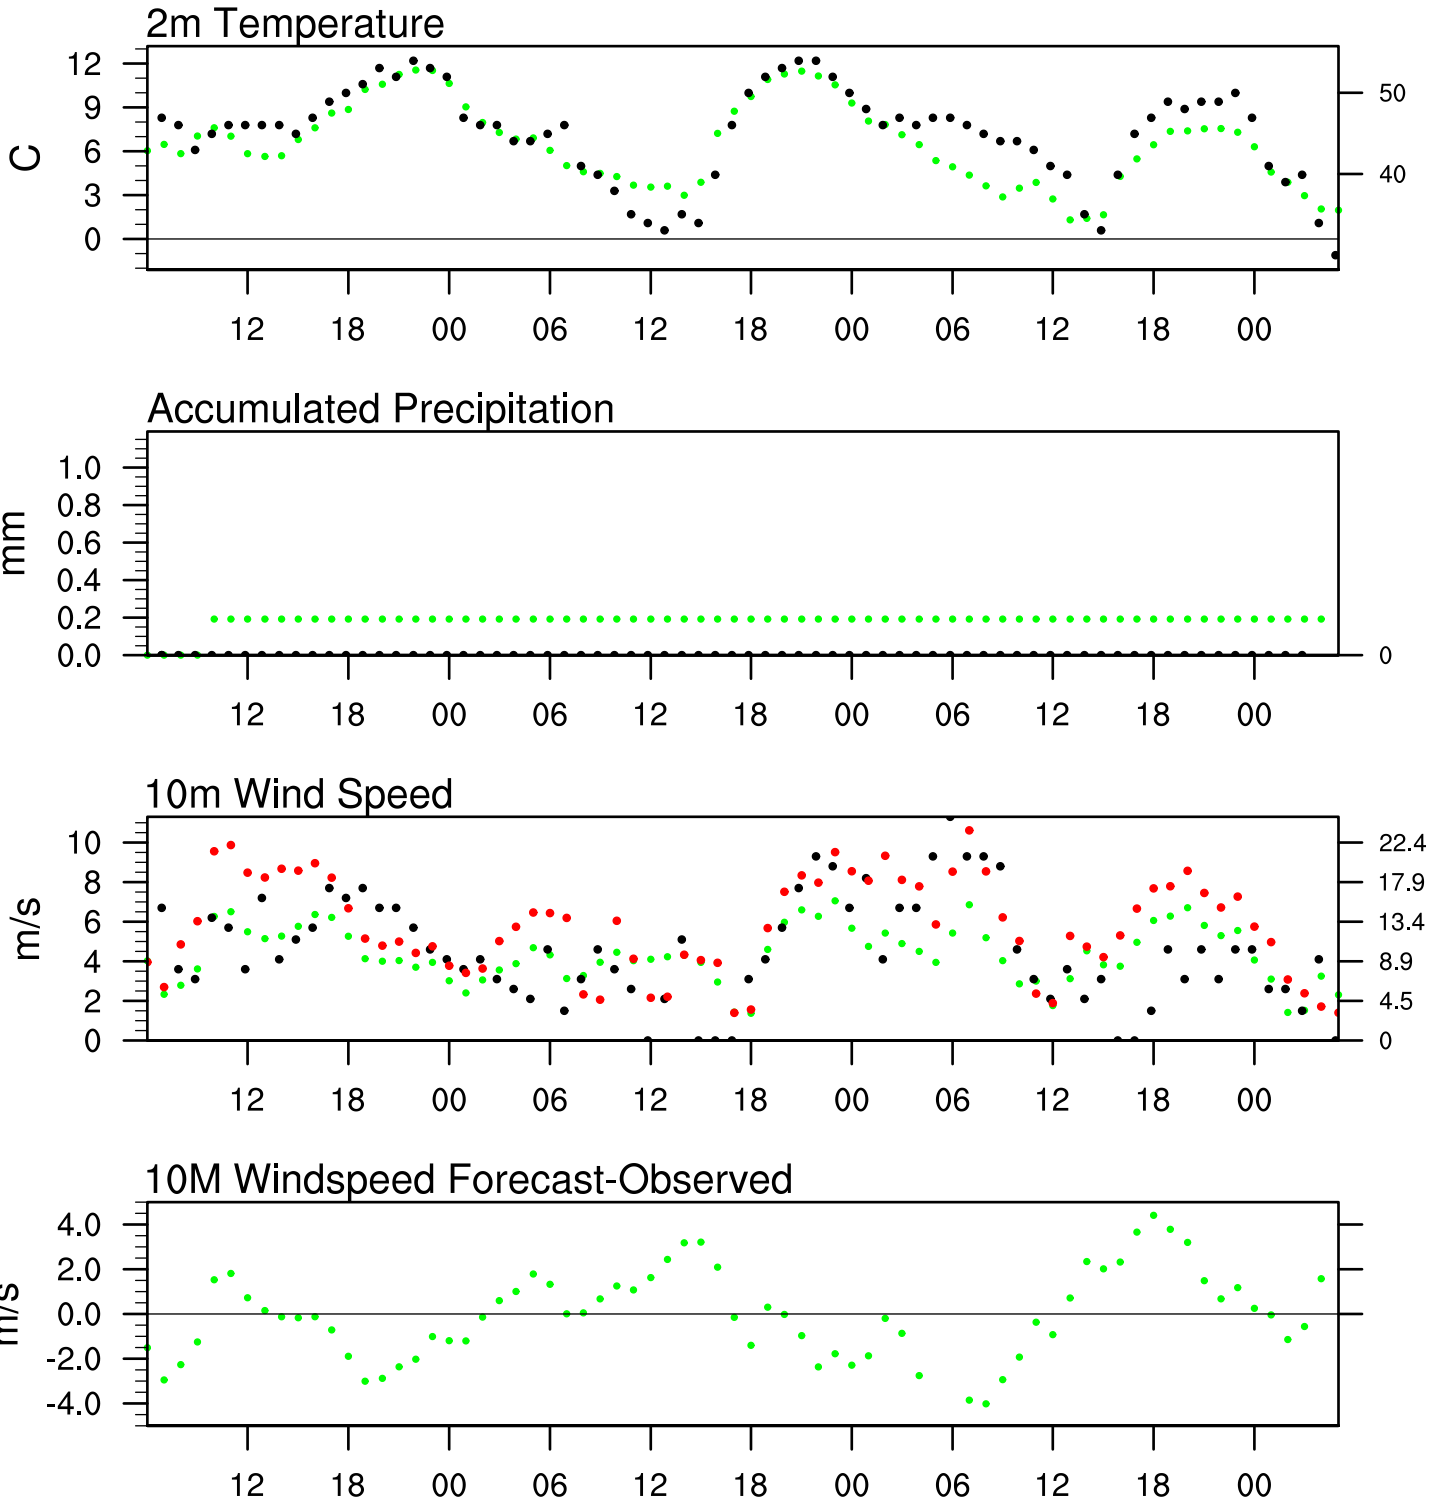 2m Temperature
12
9
6
3
0
C
50
40
12 18 00 06 12 18 00 06 12 18 00
Accumulated Precipitation
1.0
0.8
0.6
0.4
0.2
0.0
mm
0
12 18 00 06 12 18 00 06 12 18 00
10m Wind Speed
10
8
6
4
2
0
m/s
22.4
17.9
13.4
8.9
4.5
0
12 18 00 06 12 18 00 06 12 18 00
10M Windspeed Forecast-Observed
4.0
2.0
0.0
-2.0
-4.0
m/s
12 18 00 06 12 18 00 06 12 18 00